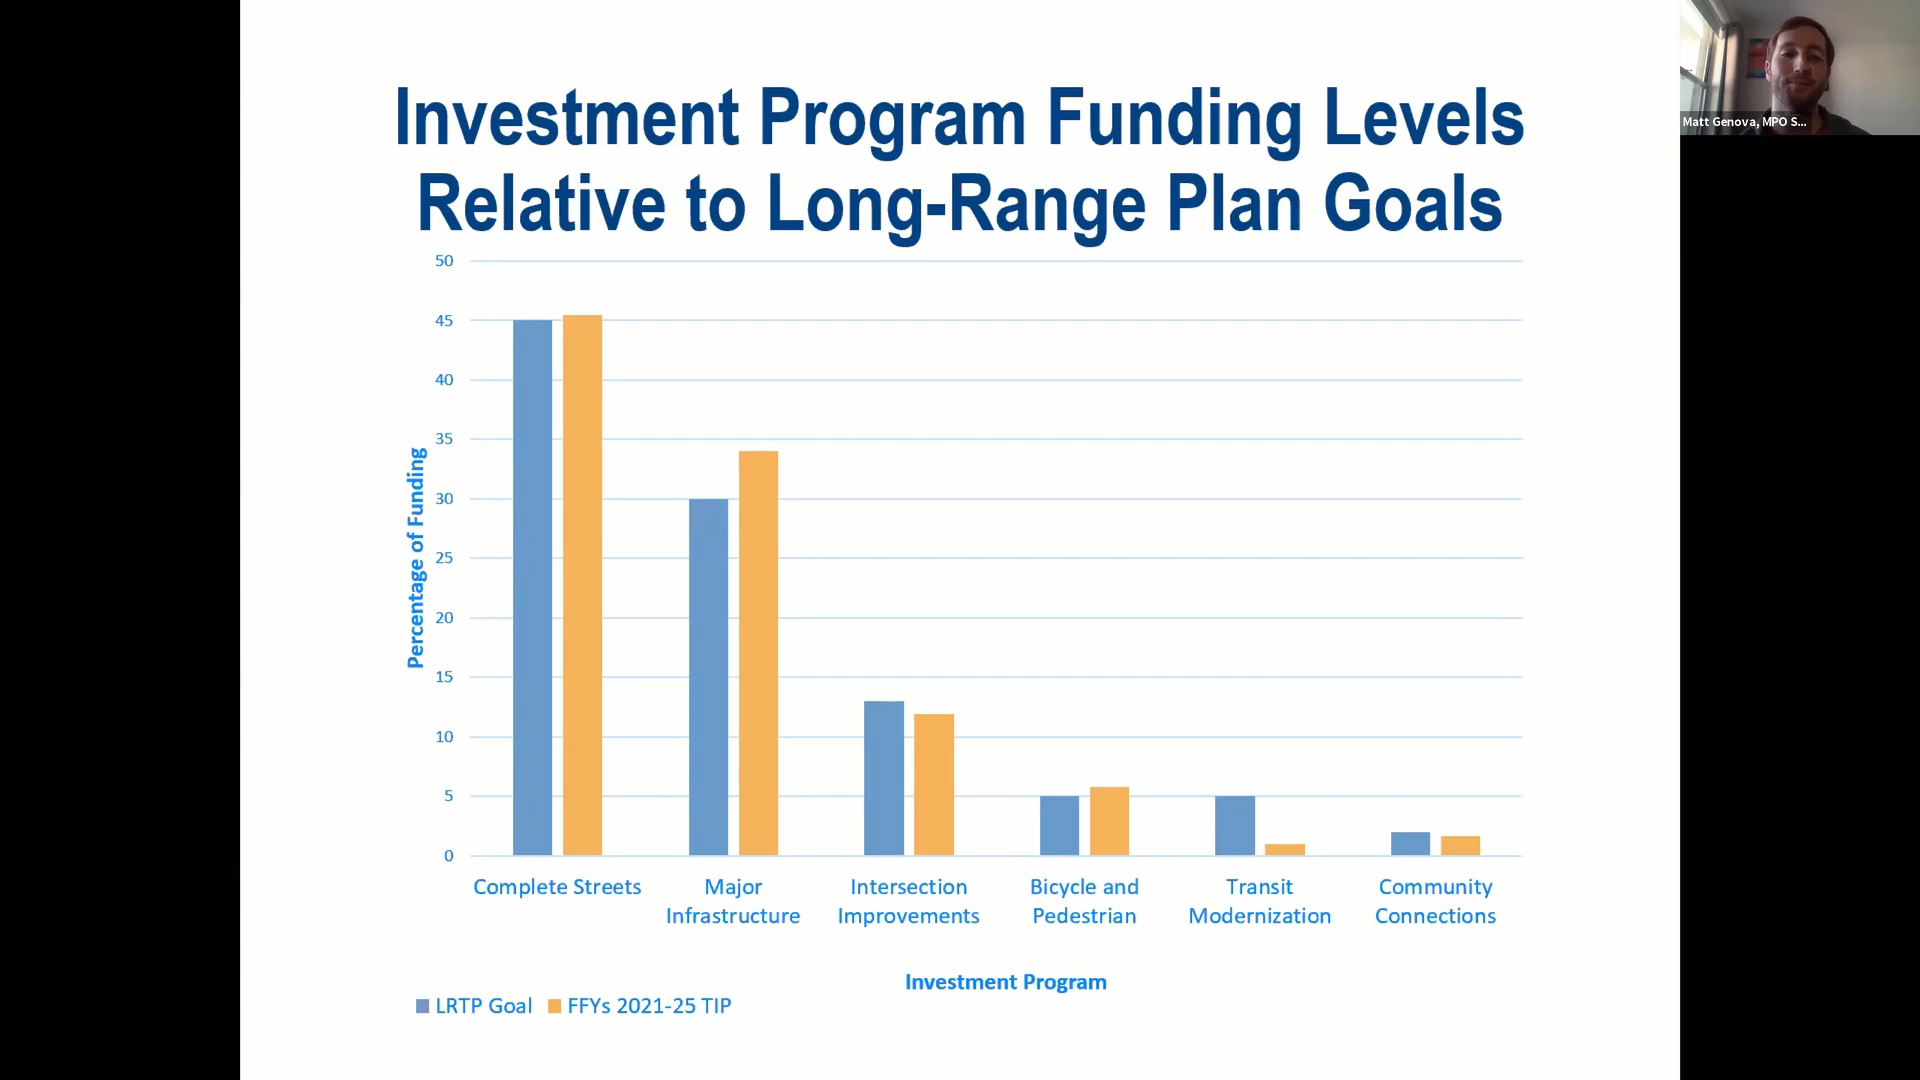 Investment Program Funding Levels
Relative to Long-Range Plan Goals
Matt Genova, MPO S...
Percentage of Funding
50
45
40
35
30
25
20
15
10
5
0
Complete Streets
Major
Infrastructure
Intersection
Improvements
Bicycle and
Pedestrian
Transit
Modernization
Community
Connections
Investment Program
LRTP Goal
FFYs 2021-25 TIP